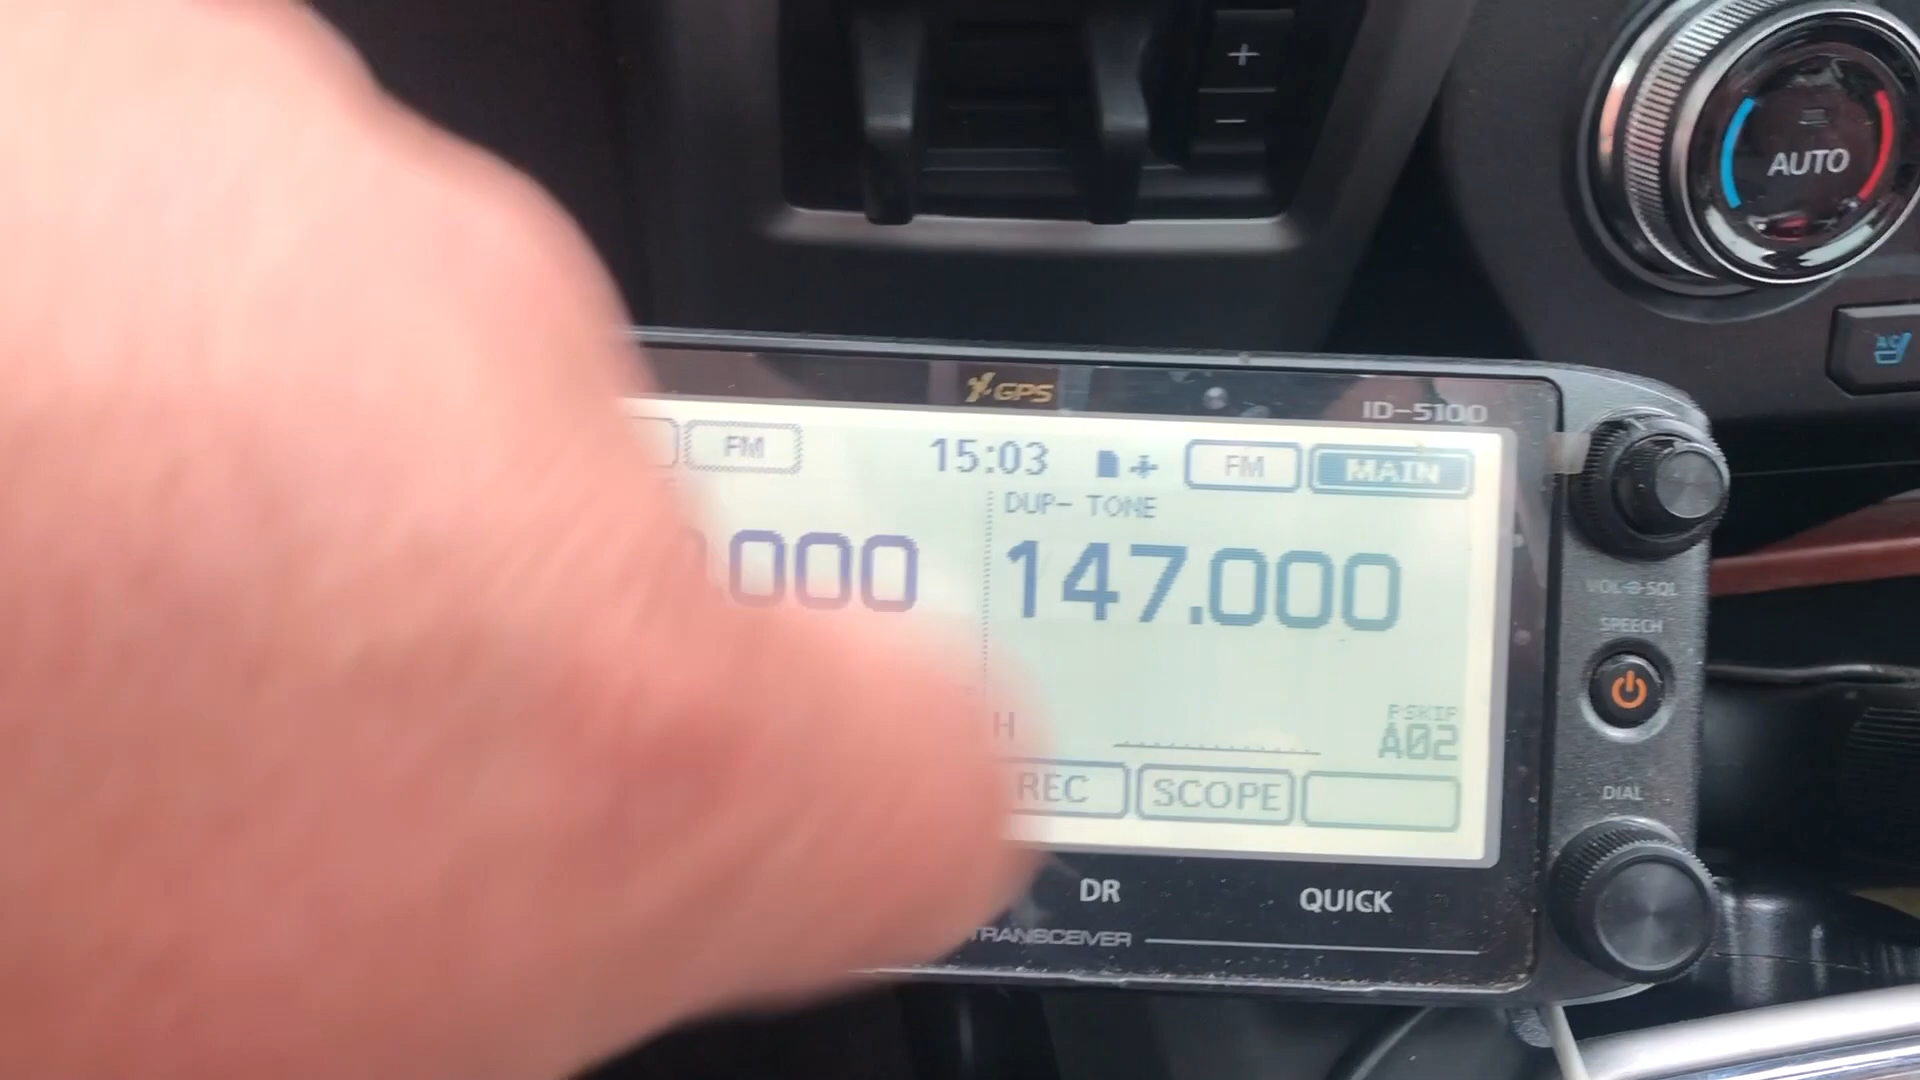 +
−
AUTO
A/C
GPS
ID-5100
FM
15:03
FM
MAIN
DUP- TONE
.000
147.000
VOL SQL
SPEECH
H
PSKIP
A02
DIAL
REC
SCOPE
DR
QUICK
TRANSCEIVER